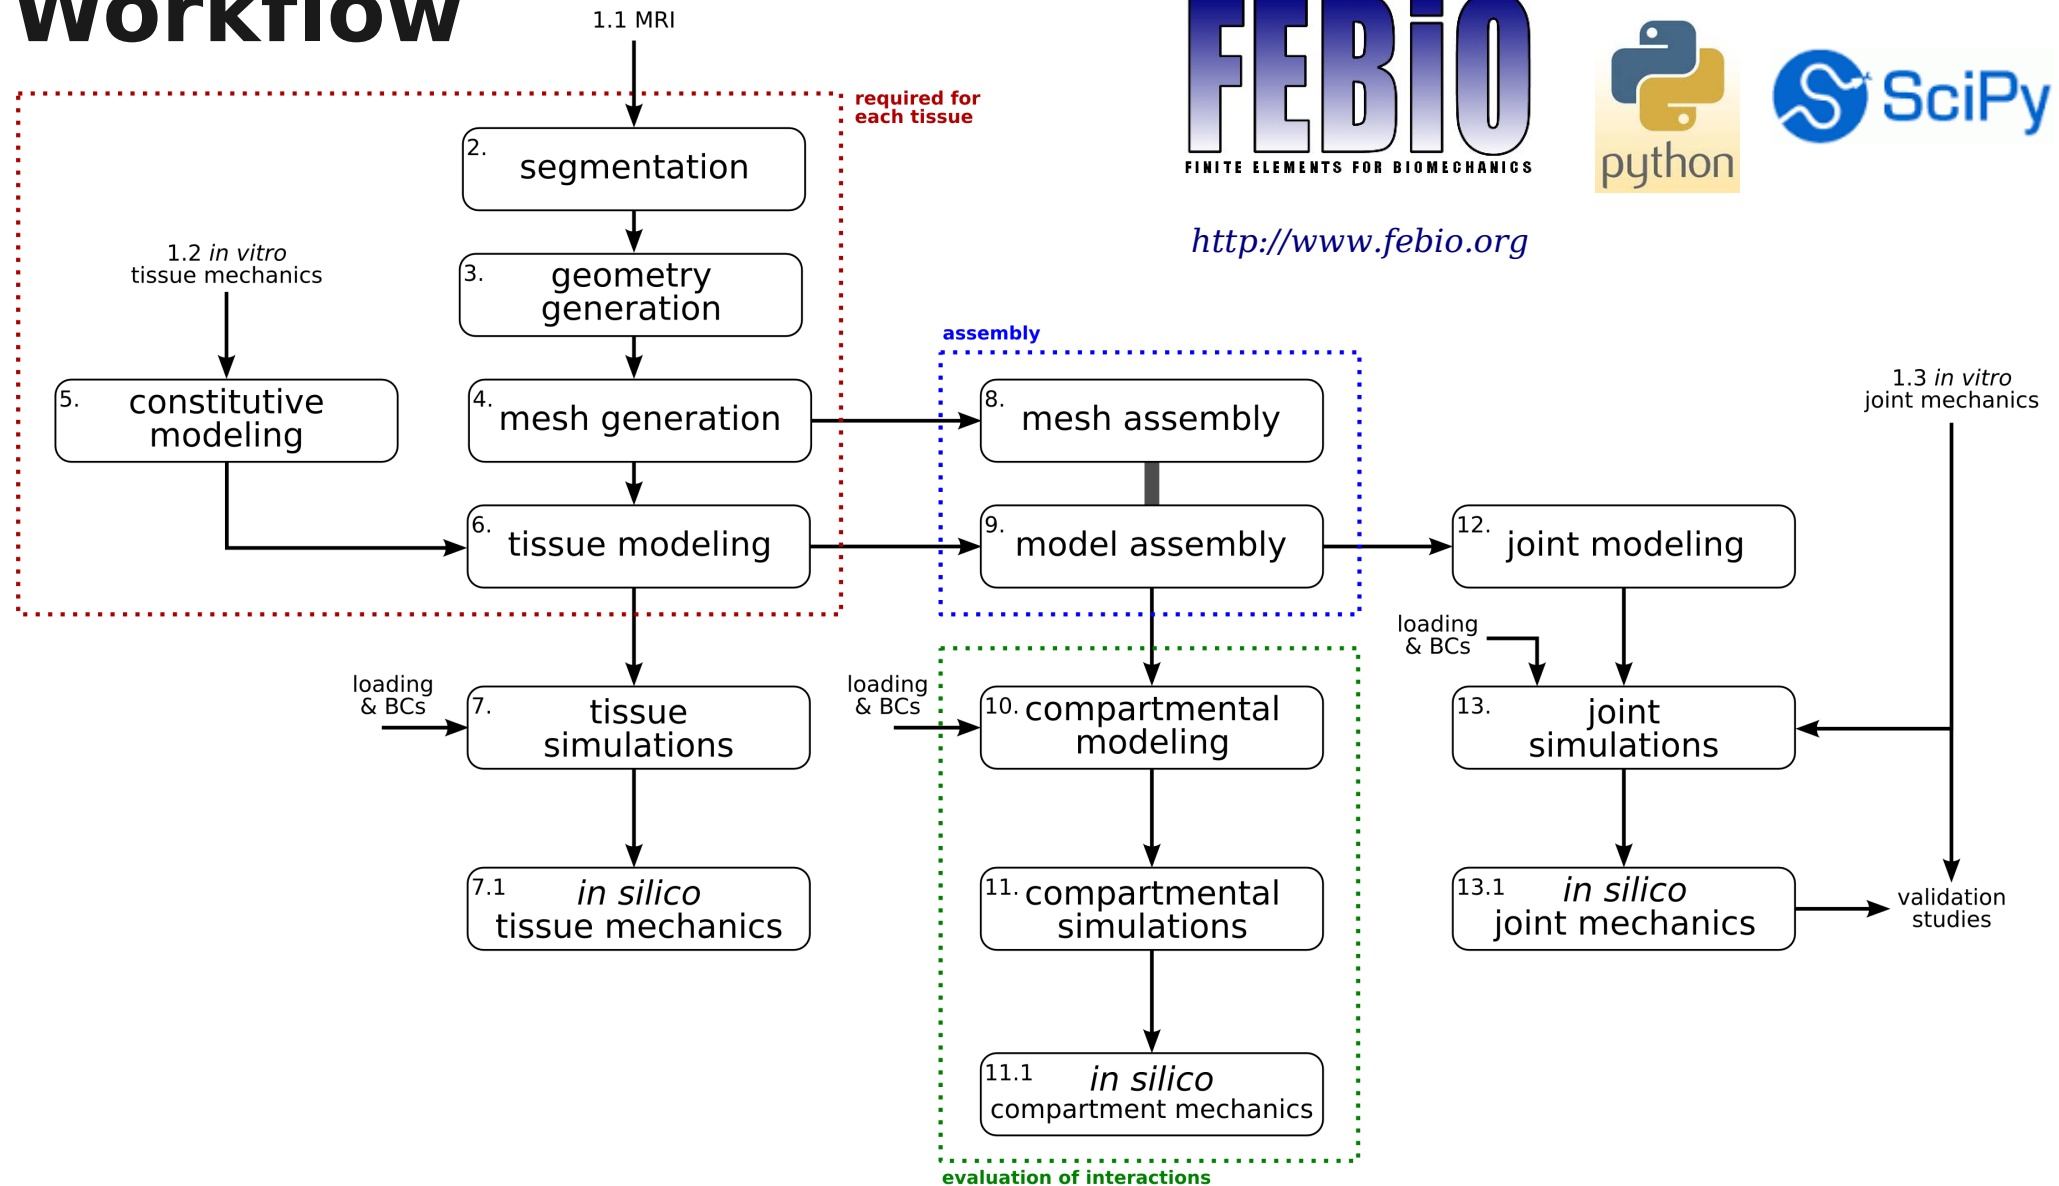 Workflow
1.1 MRI
FEBiO
FINITE ELEMENTS FOR BIOMECHANICS
python
SciPy
http://www.febio.org
required for
each tissue
2.
segmentation
1.2 in vitro
tissue mechanics
3.
geometry
generation
5.
constitutive
modeling
4.
mesh generation
6.
tissue modeling
assembly
8.
mesh assembly
9.
model assembly
12.
joint modeling
1.3 in vitro
joint mechanics
loading
& BCs
7.
tissue
simulations
7.1
in silico
tissue mechanics
loading
& BCs
10.
compartmental
modeling
11.
compartmental
simulations
11.1
in silico
compartment mechanics
evaluation of interactions
loading
& BCs
13.
joint
simulations
13.1
in silico
joint mechanics
validation
studies